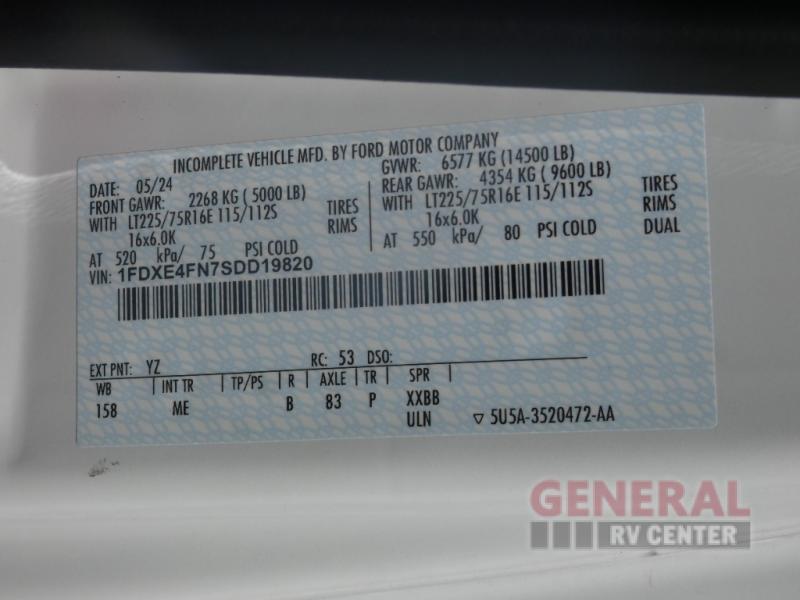 INCOMPLETE VEHICLE MFD. BY FORD MOTOR COMPANY
DATE: 05/24 GVWR: 6577 KG (14500 LB)
FRONT GAWR: 2268 KG ( 5000 LB) REAR GAWR: 4354 KG ( 9600 LB)
WITH LT225/75R16E 115/112S TIRES WITH LT225/75R16E 115/112S TIRES
16x6.0K RIMS 16x6.0K RIMS
AT 520 kPa/ 75 PSI COLD AT 550 kPa/ 80 PSI COLD DUAL
VIN: 1FDXE4FN7SDD19820
EXT PNT: YZ RC: 53 DSO:
WB INT TR TP/PS R AXLE TR SPR
158 ME B 83 P XXBB
ULN ▽ 5U5A-3520472-AA
GENERAL
RV CENTER